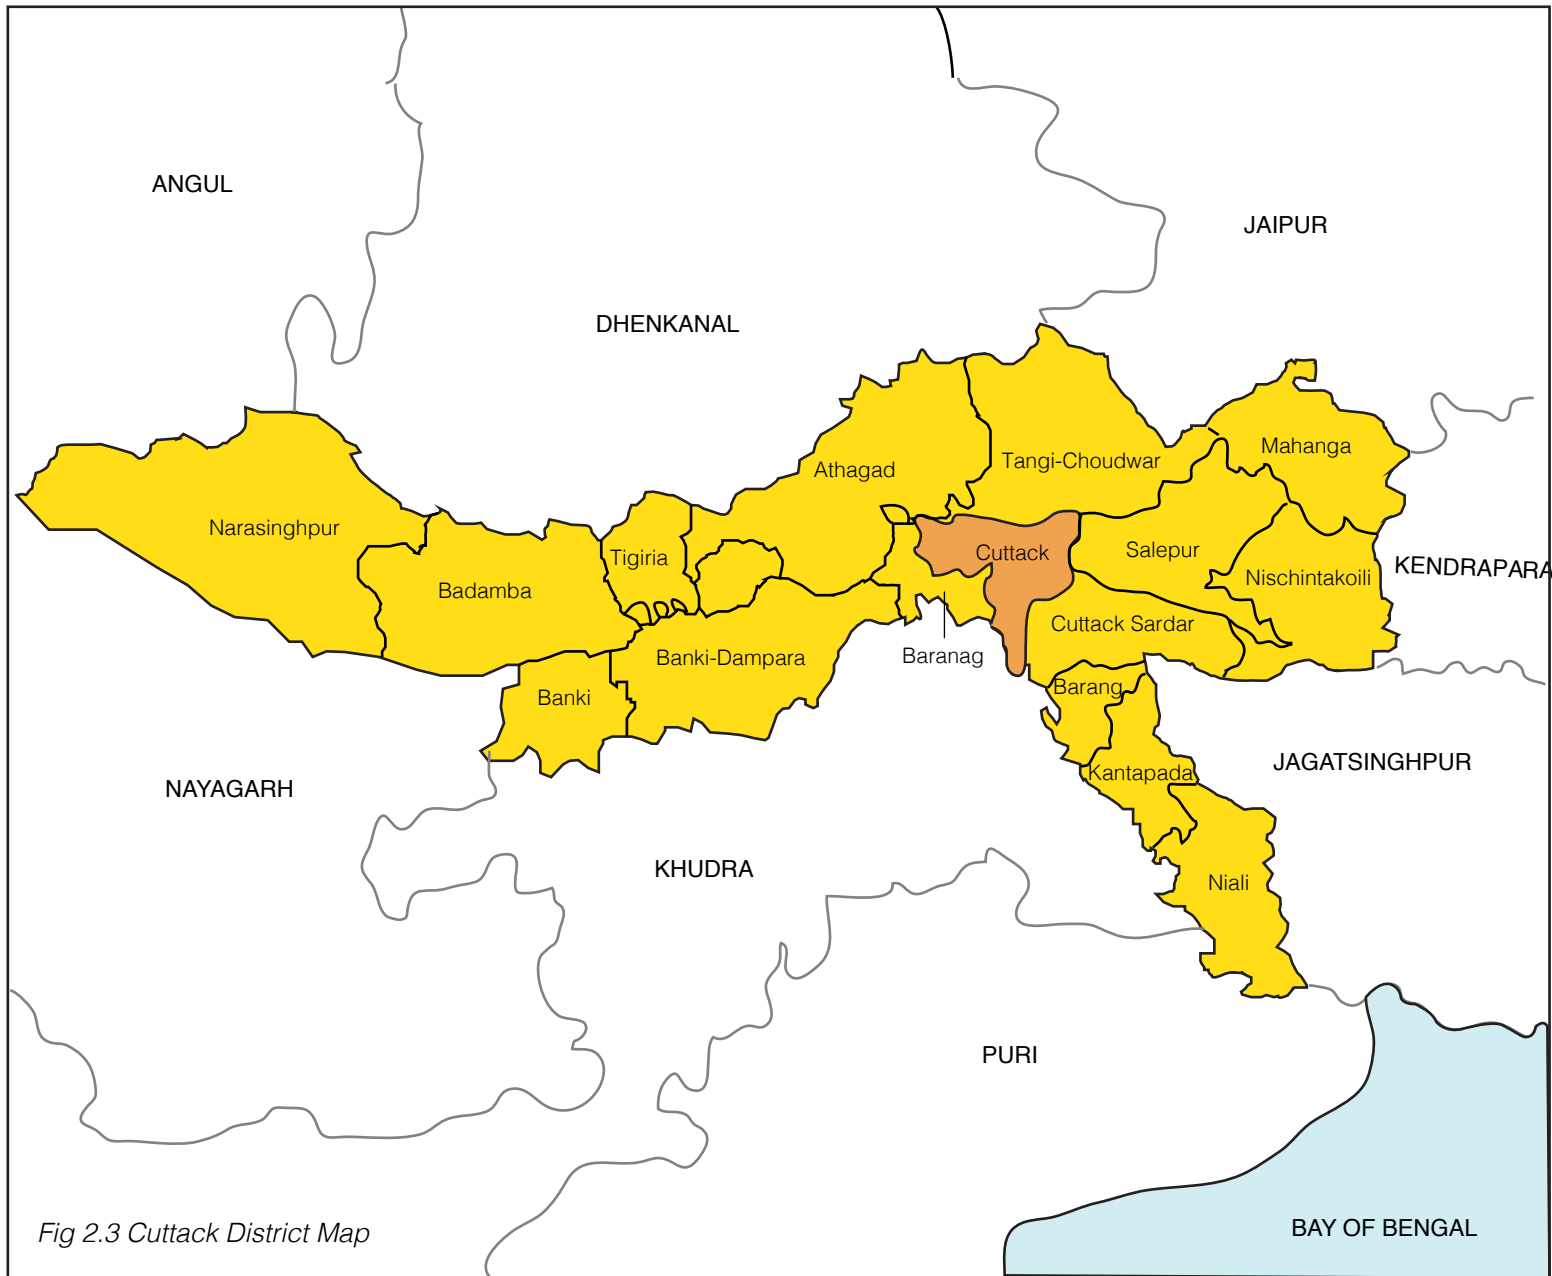 ANGUL
JAIPUR
DHENKANAL
Mahanga
Tangi-Choudwar
Athagad
Narasinghpur
Cuttack
Salepur
Tigiria
KENDRAPARA
Nischintakoili
Badamba
Cuttack Sardar
Baranag
Banki-Dampara
Barang
Banki
JAGATSINGHPUR
Kantapada
NAYAGARH
KHUDRA
Niali
PURI
BAY OF BENGAL
Fig 2.3 Cuttack District Map